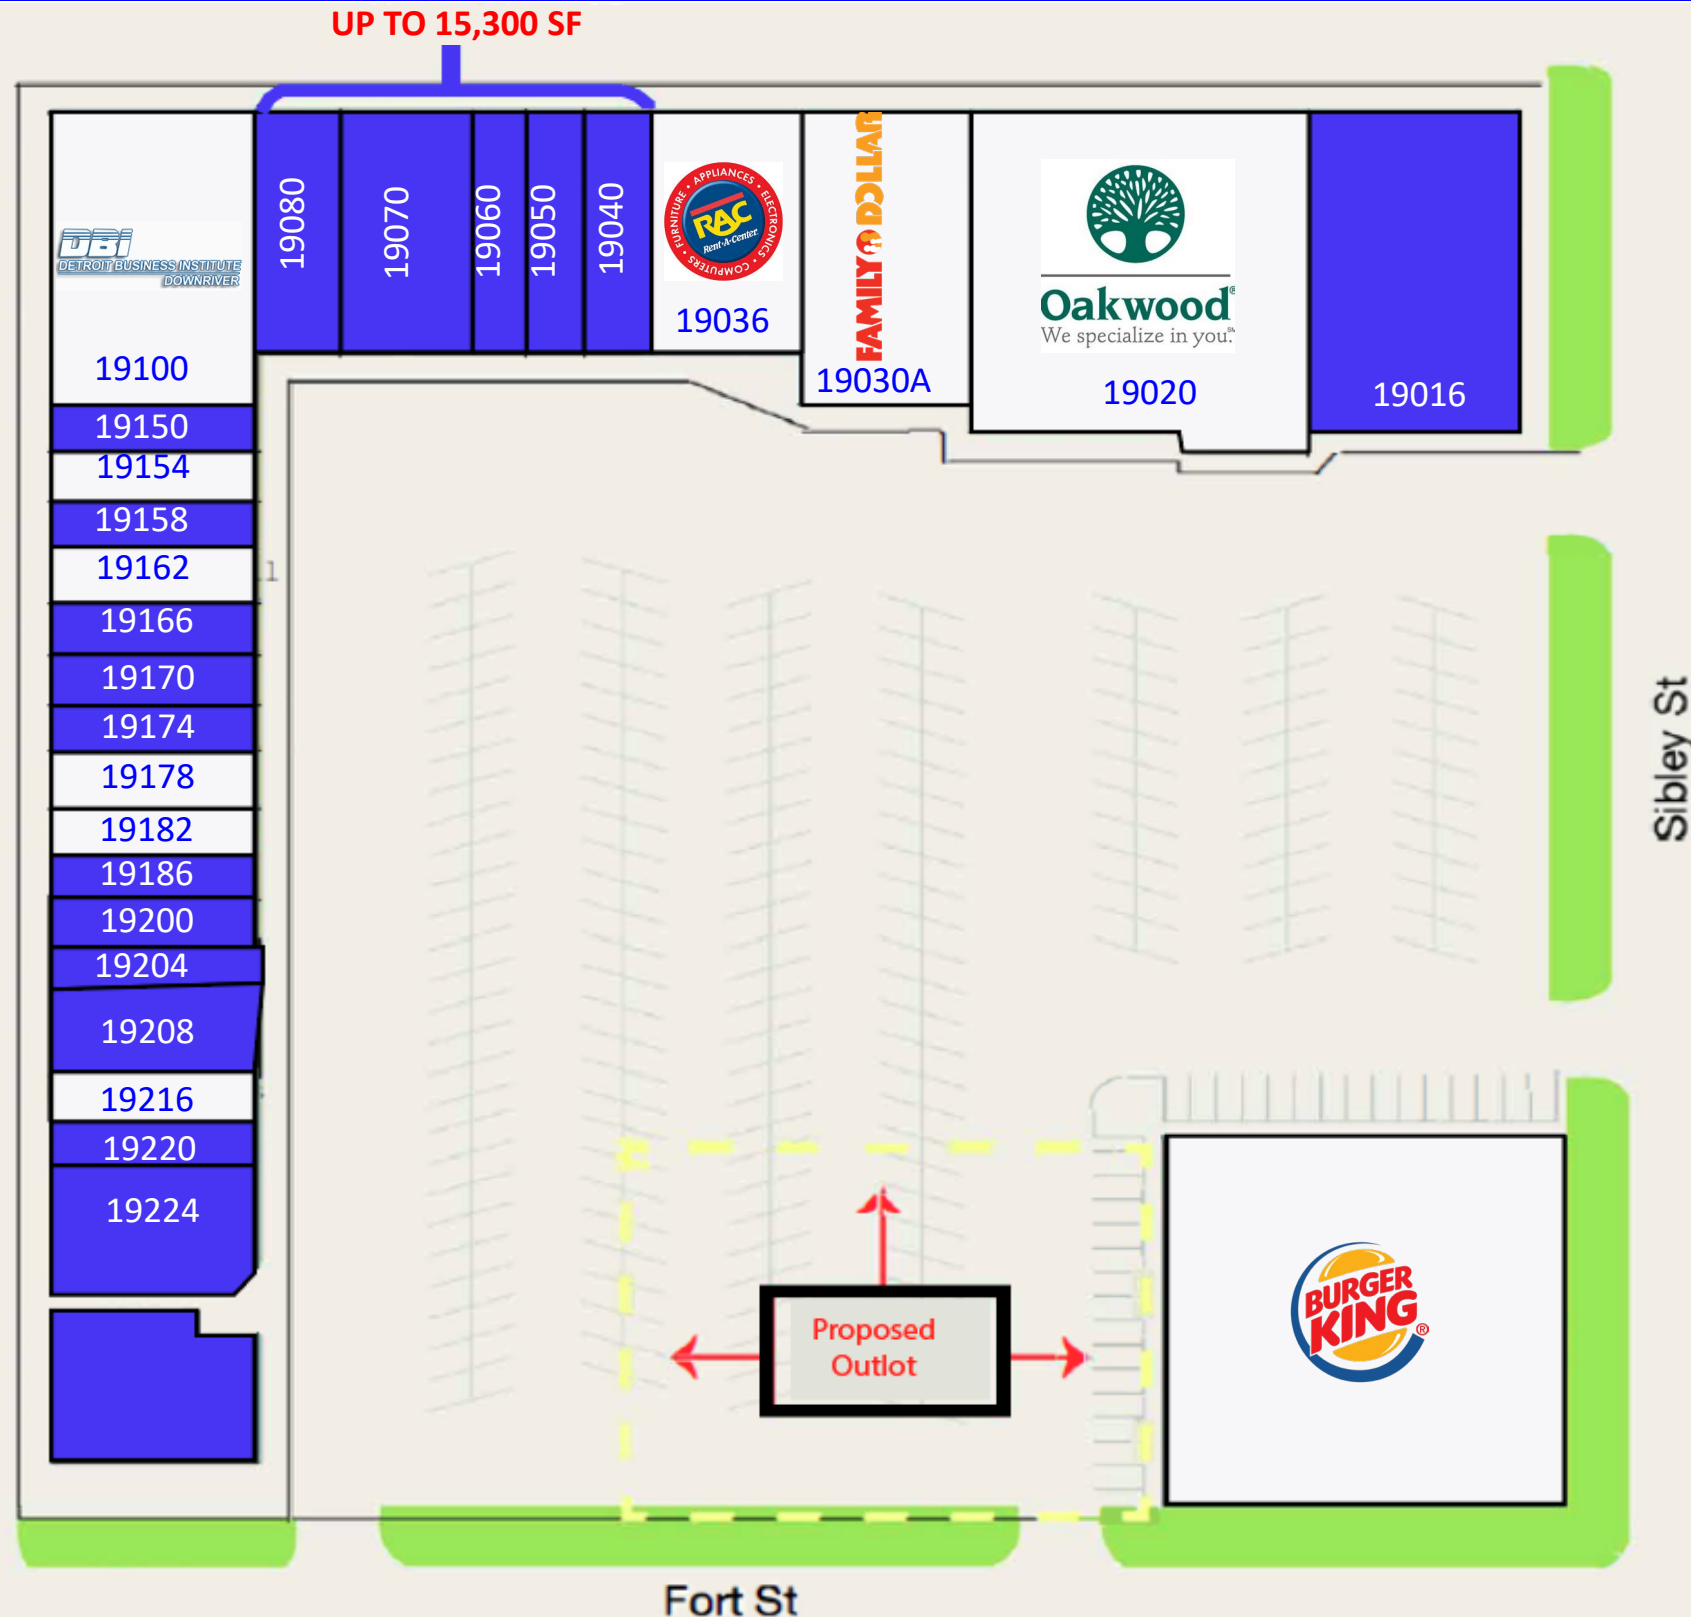 UP TO 15,300 SF
19080
19070
19060
19050
19040
FURNITURE • APPLIANCES • ELECTRONICS • COMPUTERS •
RAC
Rent-A-Center
19036
FAMILY DOLLAR
19030A
Oakwood®
We specialize in you.℠
19020
19016
DBI
DETROIT BUSINESS INSTITUTE
DOWNRIVER
19100
19150
19154
19158
19162
1
19166
19170
19174
19178
19182
19186
19200
19204
19208
19216
19220
19224
Sibley St
Proposed
Outlot
BURGER
KING®
Fort St